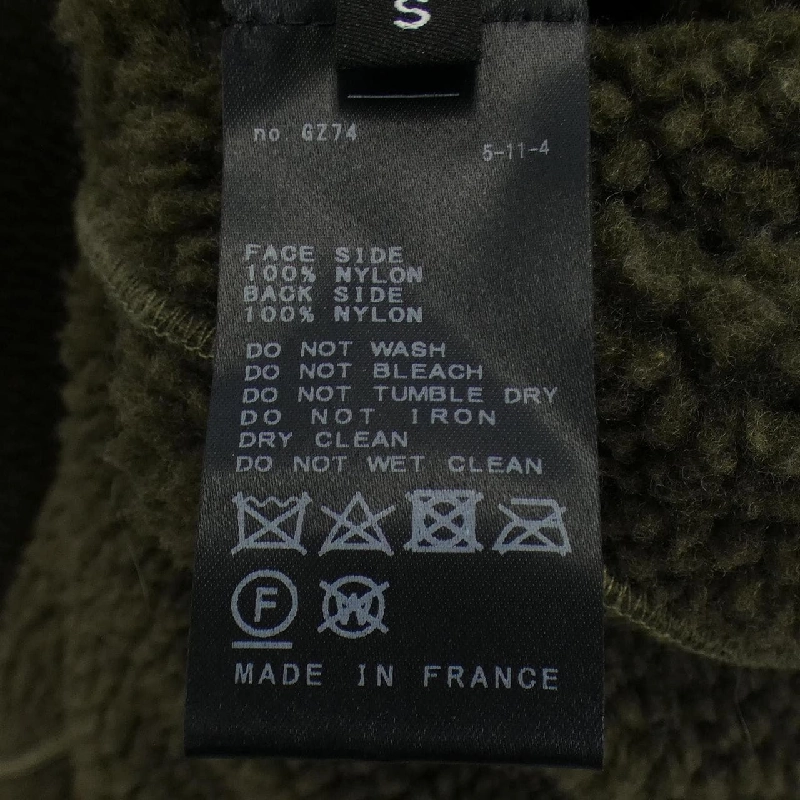 S
no GZ74
5-11-4
FACE SIDE
100% NYLON
BACK SIDE
100% NYLON
DO NOT WASH
DO NOT BLEACH
DO NOT TUMBLE DRY
DO NOT IRON
DRY CLEAN
DO NOT WET CLEAN
F W
MADE IN FRANCE